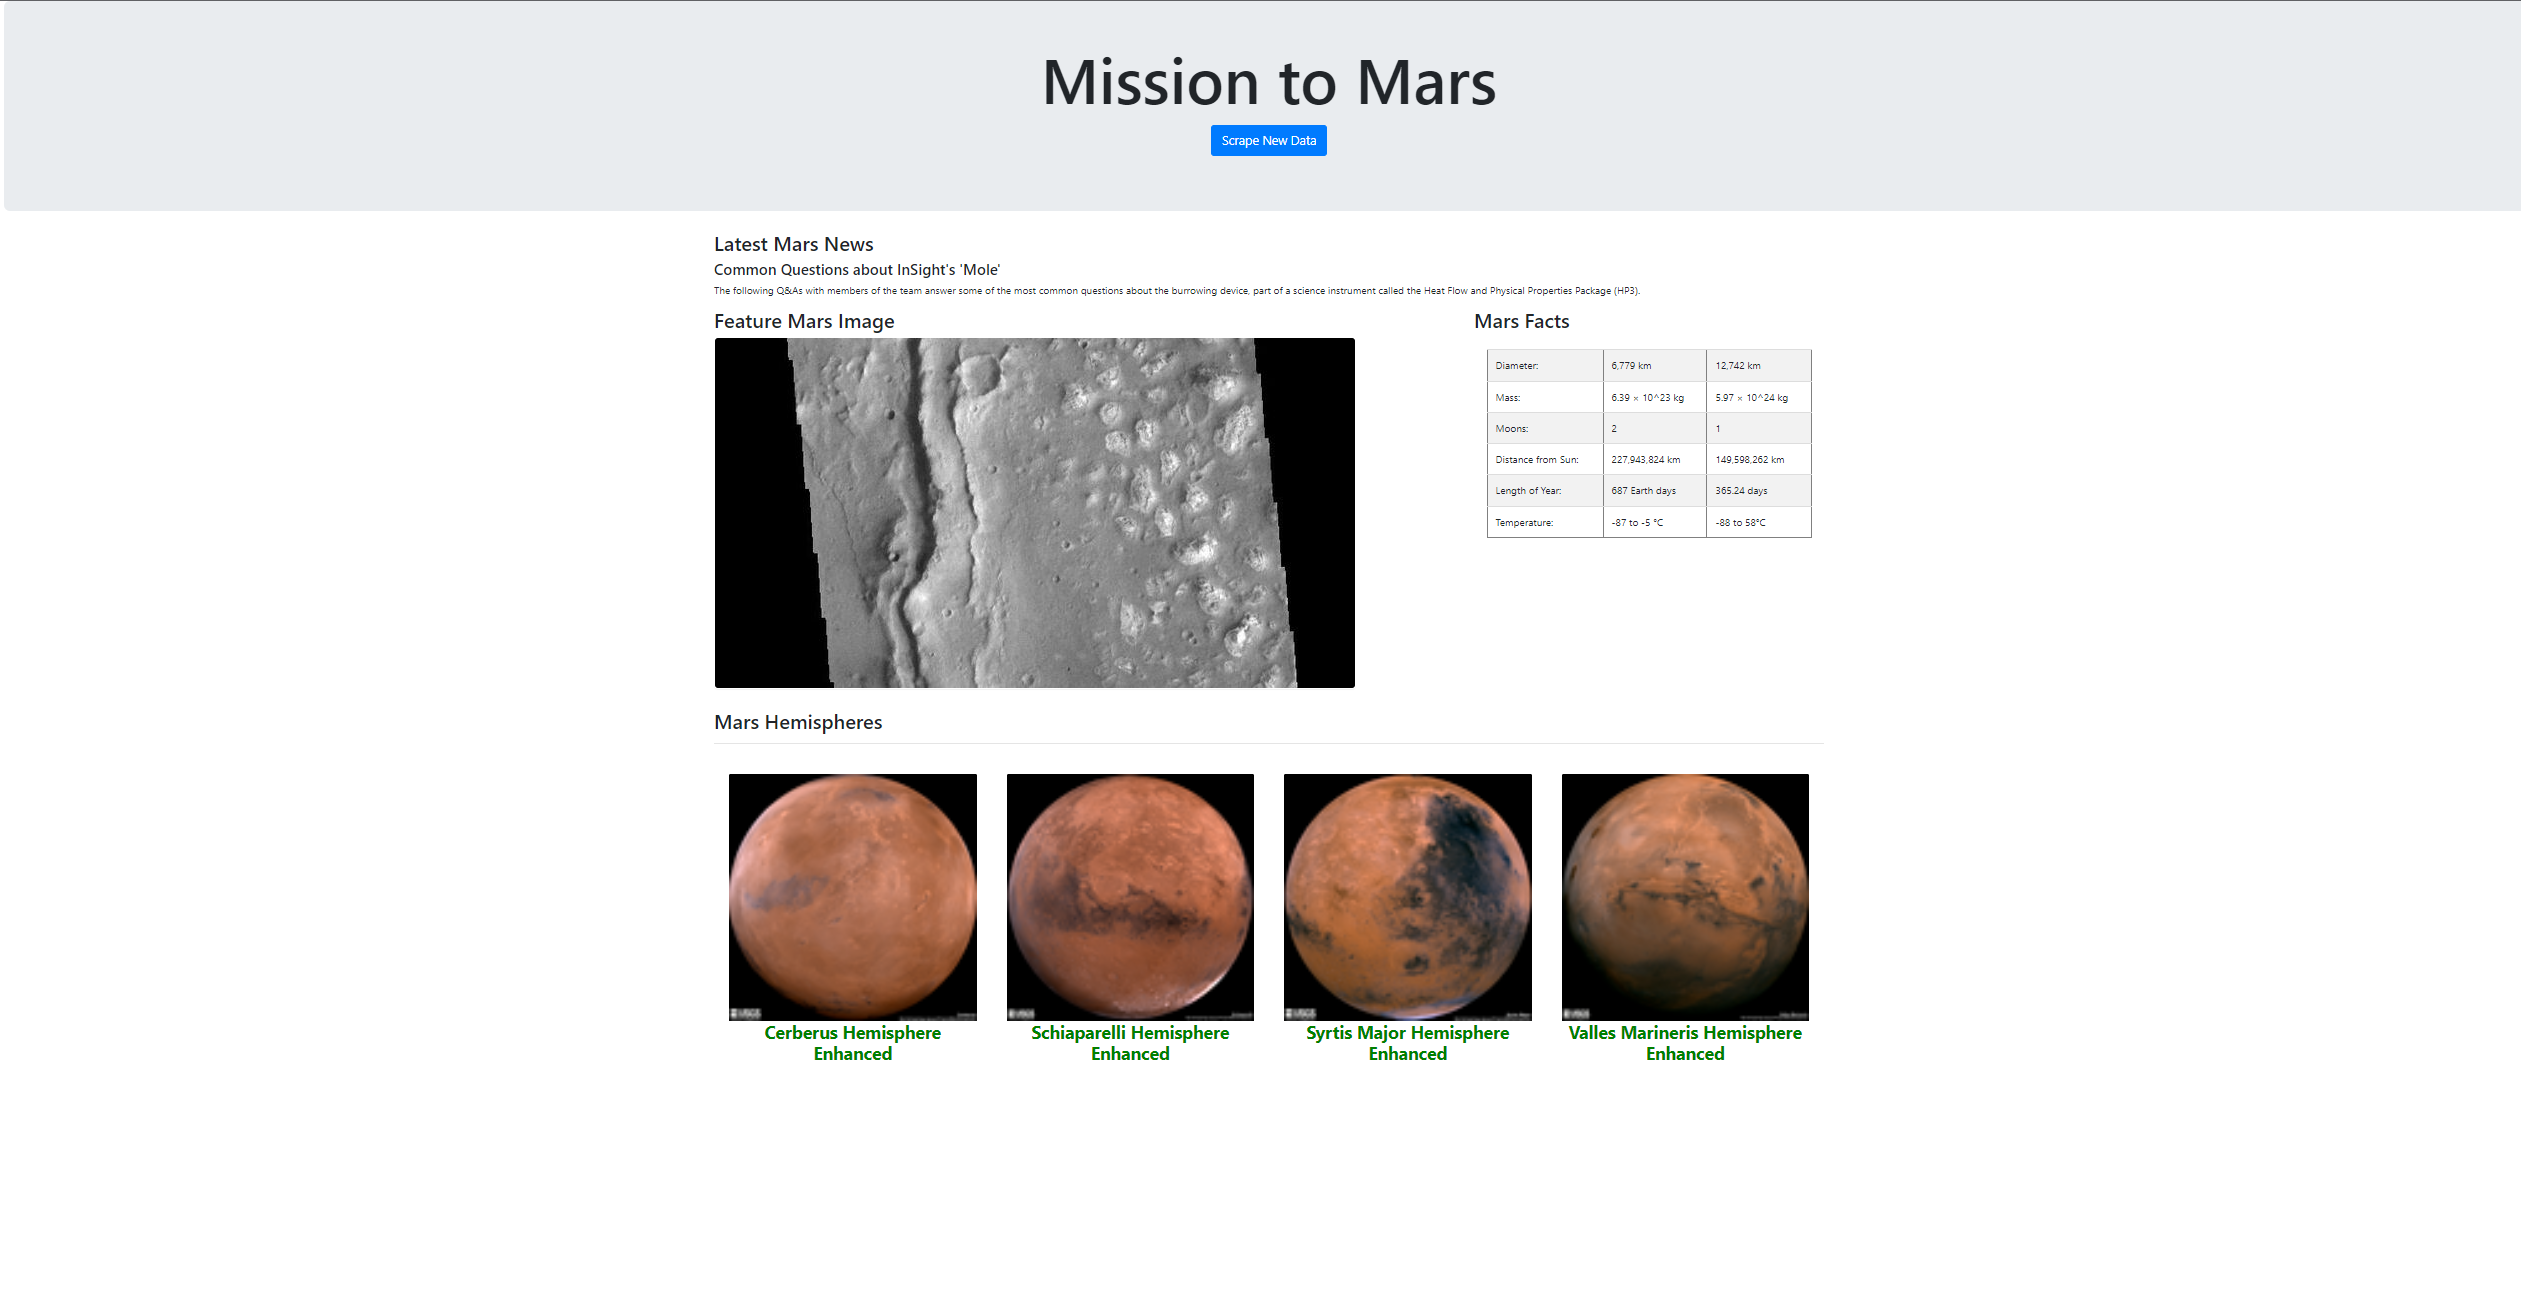 Mission to Mars
Scrape New Data
Latest Mars News
Common Questions about InSight's 'Mole'
The following Q&As with members of the team answer some of the most common questions about the burrowing device, part of a science instrument called the Heat Flow and Physical Properties Package (HP3).
Feature Mars Image
Mars Facts
Diameter: 6,779 km 12,742 km
Mass: 6.39 × 10^23 kg 5.97 × 10^24 kg
Moons: 2 1
Distance from Sun: 227,943,824 km 149,598,262 km
Length of Year: 687 Earth days 365.24 days
Temperature: -87 to -5 °C -88 to 58°C
Mars Hemispheres
USGS
USGS
USGS
USGS
Cerberus Hemisphere
Enhanced
Schiaparelli Hemisphere
Enhanced
Syrtis Major Hemisphere
Enhanced
Valles Marineris Hemisphere
Enhanced